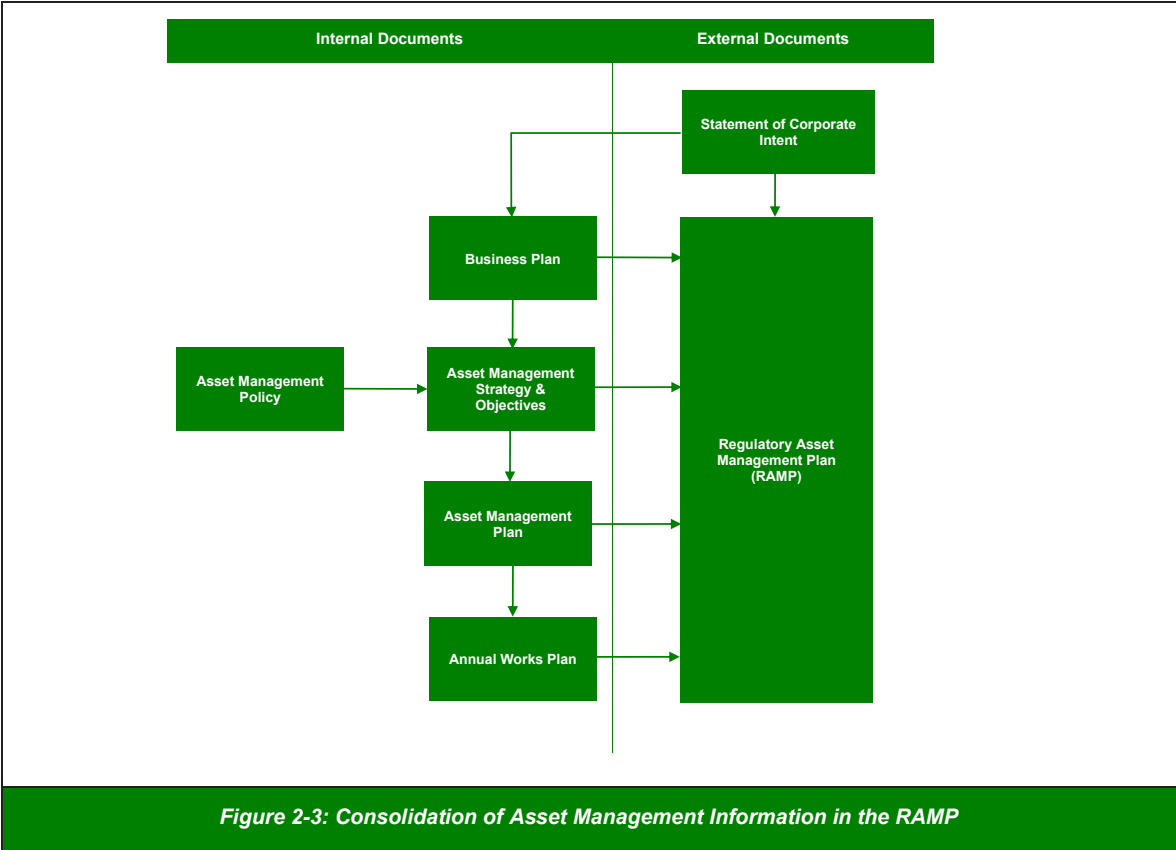 Internal Documents
External Documents
Statement of Corporate
Intent
Business Plan
Asset Management
Policy
Asset Management
Strategy &
Objectives
Regulatory Asset
Management Plan
(RAMP)
Asset Management
Plan
Annual Works Plan
Figure 2-3: Consolidation of Asset Management Information in the RAMP